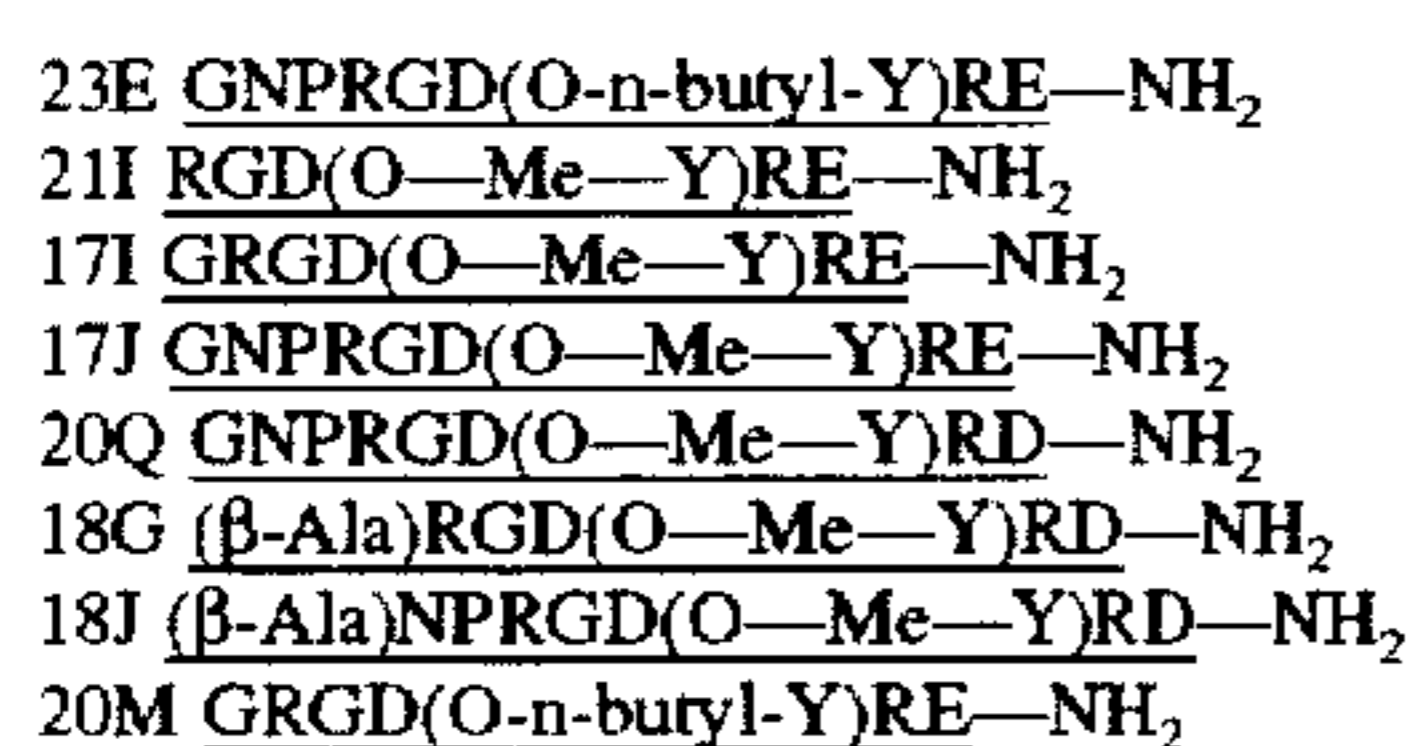 23E GNPRGD(O-n-butyl-Y)RE—NH₂
21I RGD(O—Me—Y)RE—NH₂
17I GRGD(O—Me—Y)RE—NH₂
17J GNPRGD(O—Me—Y)RE—NH₂
20Q GNPRGD(O—Me—Y)RD—NH₂
18G (β-Ala)RGD(O—Me—Y)RD—NH₂
18J (β-Ala)NPRGD(O—Me—Y)RD—NH₂
20M GRGD(O-n-butyl-Y)RE—NH₂